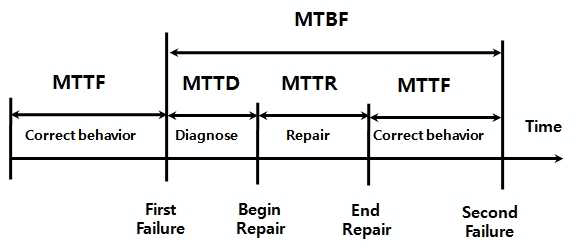 MTBF
MTTF MTTD MTTR MTTF
Correct behavior Diagnose Repair Correct behavior
Time
First Failure
Begin Repair
End Repair
Second Failure